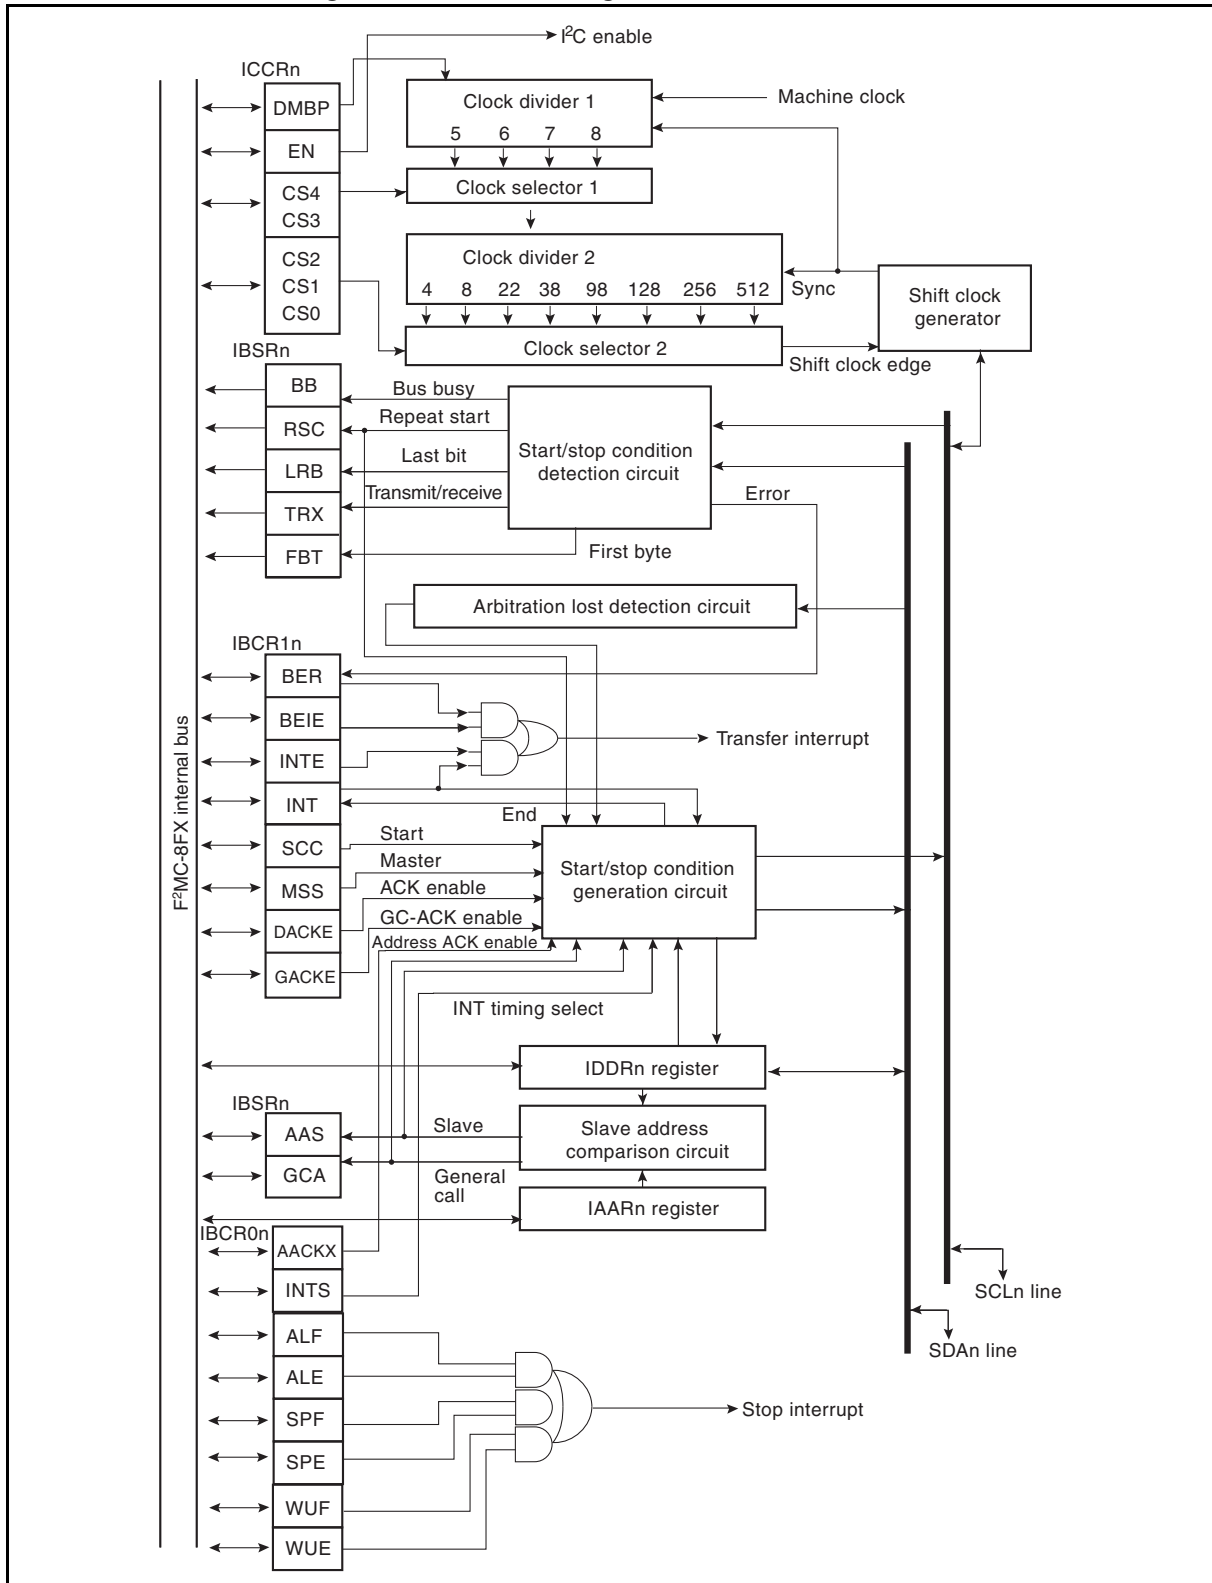 I²C enable
ICCRn
DMBP
Clock divider 1
Machine clock
5 6 7 8
EN
CS4
CS3
Clock selector 1
CS2
CS1
CS0
Clock divider 2
4 8 22 38 98 128 256 512
Sync
Shift clock
generator
Clock selector 2
Shift clock edge
IBSRn
BB
Bus busy
RSC
Repeat start
LRB
Last bit
TRX
Transmit/receive
FBT
First byte
Start/stop condition
detection circuit
Error
Arbitration lost detection circuit
IBCR1n
BER
BEIE
INTE
INT
Transfer interrupt
F²MC-8FX internal bus
End
SCC
Start
MSS
Master
DACKE
ACK enable
GACKE
GC-ACK enable
Address ACK enable
Start/stop condition
generation circuit
INT timing select
IDDRn register
IBSRn
AAS
Slave
GCA
General
call
Slave address
comparison circuit
IAARn register
IBCR0n
AACKX
INTS
ALF
ALE
SPF
SPE
WUF
WUE
SCLn line
SDAn line
Stop interrupt